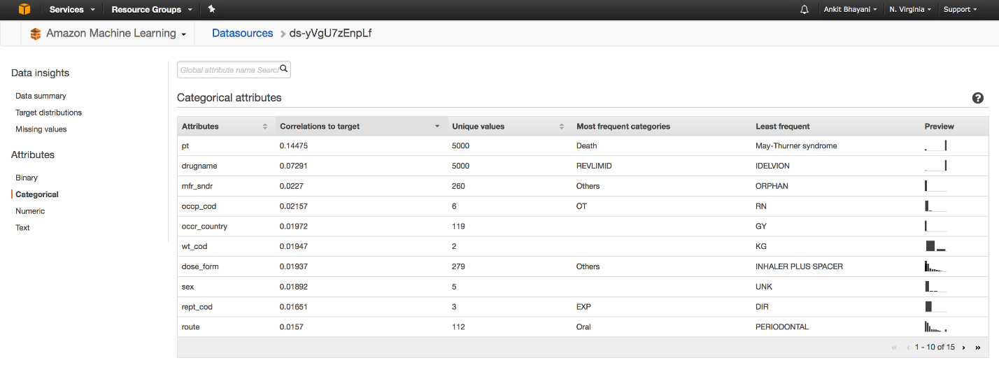 Services Resource Groups Ankit Bhayani N. Virginia Support
Amazon Machine Learning Datasources ds-yVgU7zEnpLf
Data insights
Data summary
Target distributions
Missing values
Attributes
Binary
Categorical
Numeric
Text
Global attribute name Search
Categorical attributes ?
Attributes Correlations to target Unique values Most frequent categories Least frequent Preview
pt 0.14475 5000 Death May-Thurner syndrome
drugname 0.07291 5000 REVLIMID IDELVION
mfr_sndr 0.0227 260 Others ORPHAN
occp_cod 0.02157 6 OT RN
occr_country 0.01972 119 GY
wt_cod 0.01947 2 KG
dose_form 0.01937 279 Others INHALER PLUS SPACER
sex 0.01892 5 UNK
rept_cod 0.01651 3 EXP DIR
route 0.0157 112 Oral PERIODONTAL
« ‹ 1 - 10 of 15 › »